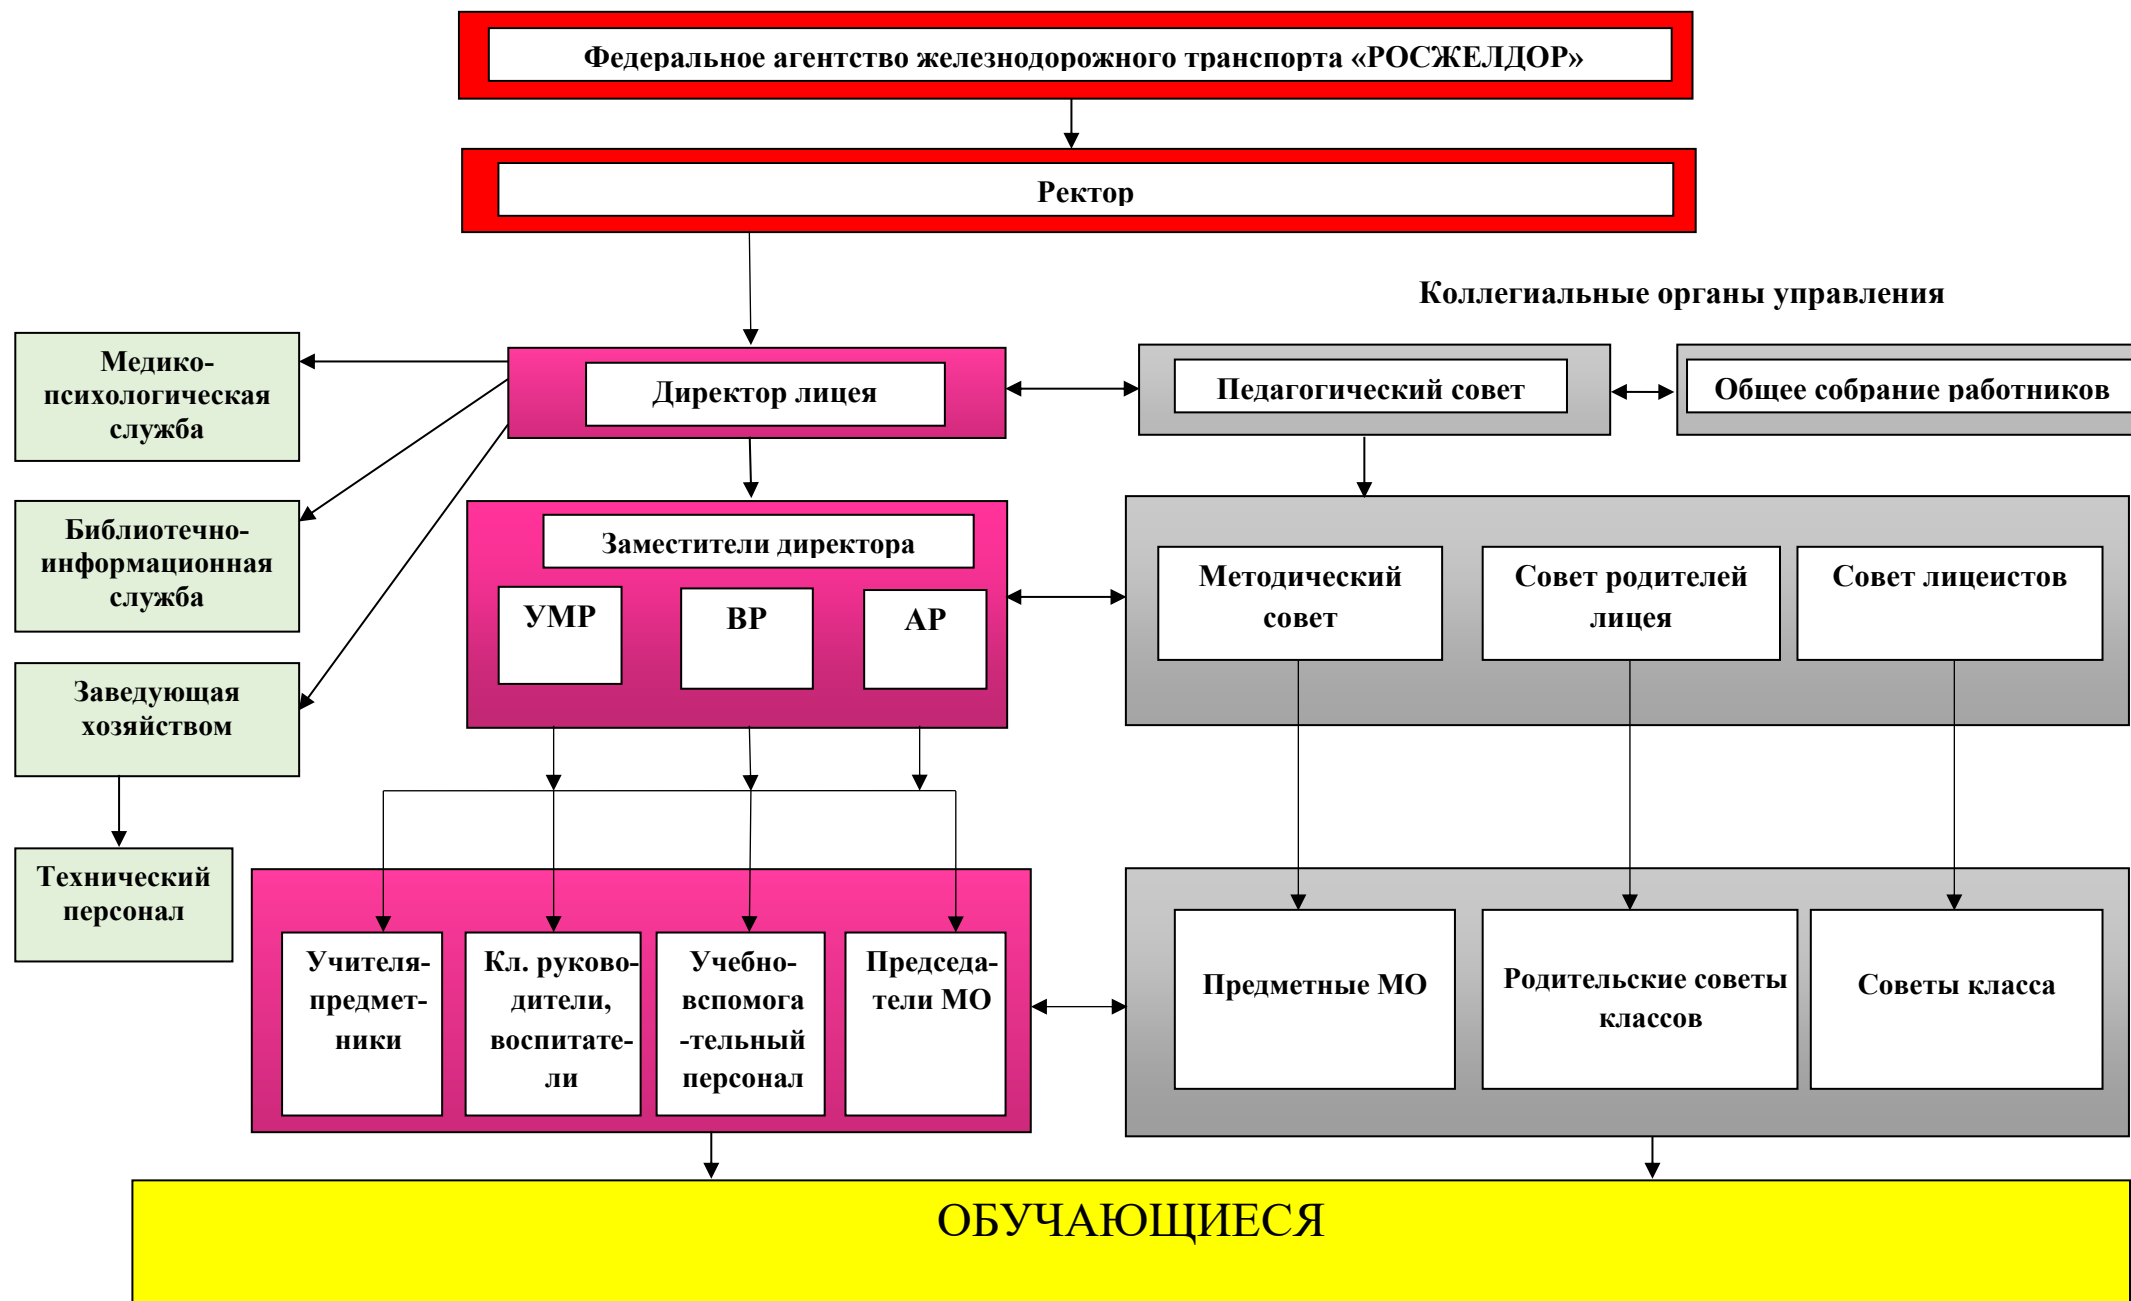 Федеральное агентство железнодорожного транспорта «РОСЖЕЛДОР»
Ректор
Коллегиальные органы управления
Медико-
психологическая
служба
Директор лицея
Педагогический совет
Общее собрание работников
Библиотечно-
информационная
служба
Заместители директора
УМР
ВР
АР
Методический
совет
Совет родителей
лицея
Совет лицеистов
Заведующая
хозяйством
Технический
персонал
Учителя-
предмет-
ники
Кл. руково-
дители,
воспитате-
ли
Учебно-
вспомога
-тельный
персонал
Председа-
тели МО
Предметные МО
Родительские советы
классов
Советы класса
ОБУЧАЮЩИЕСЯ